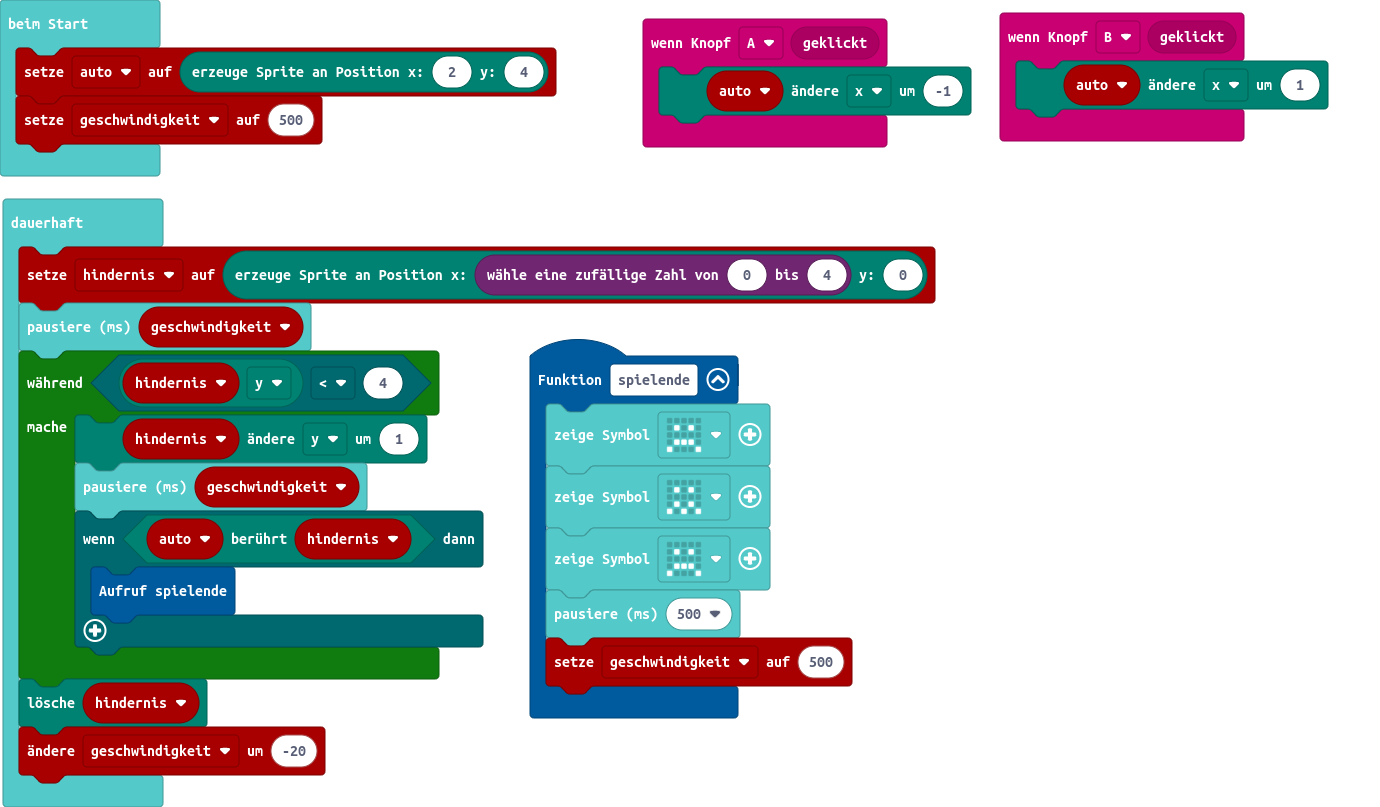 beim Start
setze auto auf erzeuge Sprite an Position x: 2 y: 4
setze geschwindigkeit auf 500
wenn Knopf A geklickt
auto ändere x um -1
wenn Knopf B geklickt
auto ändere x um 1
dauerhaft
setze hindernis auf erzeuge Sprite an Position x: wähle eine zufällige Zahl von 0 bis 4 y: 0
pausiere (ms) geschwindigkeit
während hindernis y < 4
mache
hindernis ändere y um 1
pausiere (ms) geschwindigkeit
wenn auto berührt hindernis dann
Aufruf spielende
lösche hindernis
ändere geschwindigkeit um -20
Funktion spielende
zeige Symbol
zeige Symbol
zeige Symbol
pausiere (ms) 500
setze geschwindigkeit auf 500